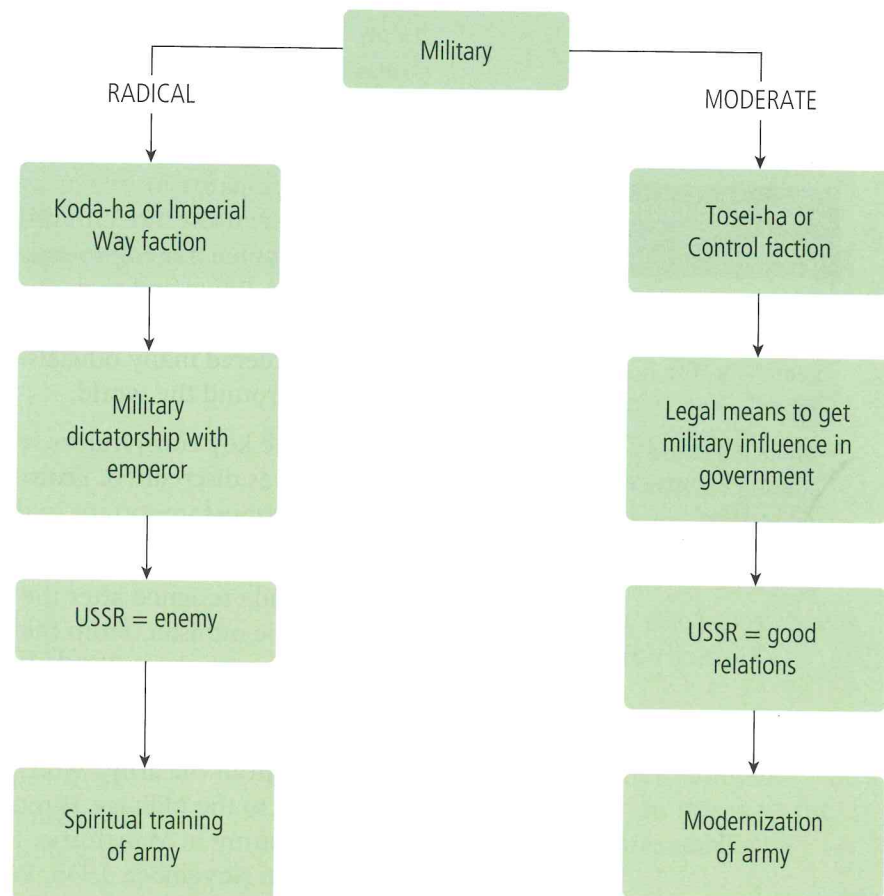 Military
RADICAL
MODERATE
Koda-ha or Imperial
Way faction
Tosei-ha or
Control faction
Military
dictatorship with
emperor
Legal means to get
military influence in
government
USSR = enemy
USSR = good
relations
Spiritual training
of army
Modernization
of army